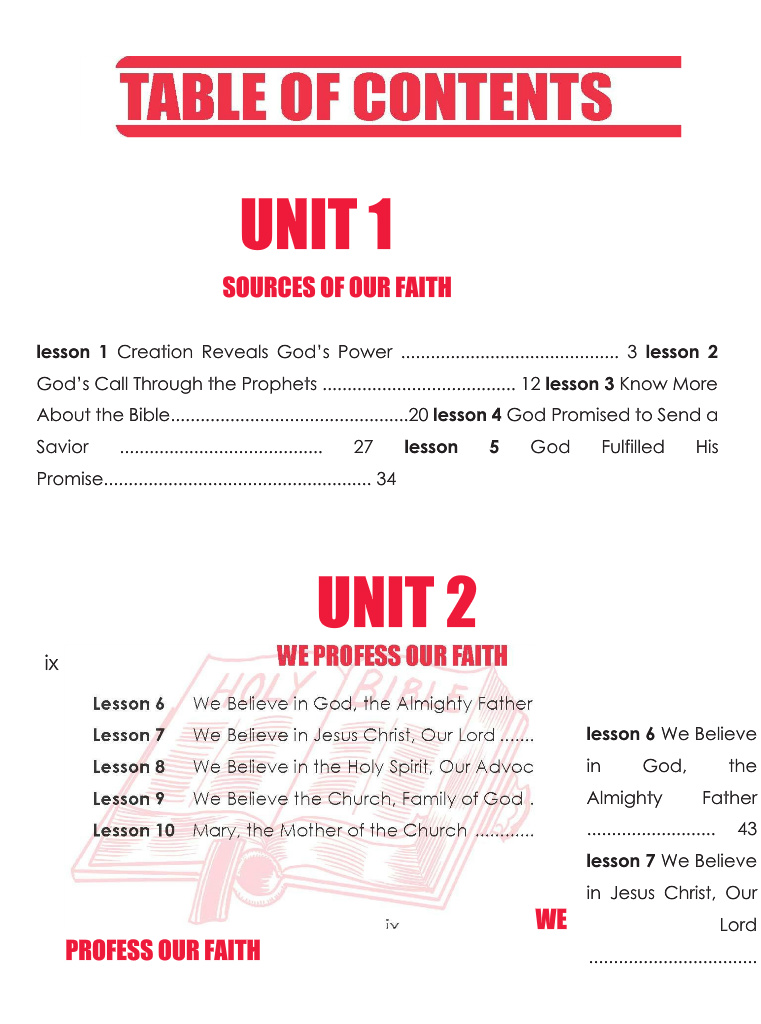 TABLE OF CONTENTS
UNIT 1
SOURCES OF OUR FAITH
lesson 1 Creation Reveals God's Power ............................................ 3 lesson 2
God's Call Through the Prophets ....................................... 12 lesson 3 Know More
About the Bible................................................20 lesson 4 God Promised to Send a
Savior ......................................... 27 lesson 5 God Fulfilled His
Promise...................................................... 34
UNIT 2
WE PROFESS OUR FAITH
ix
HOLY BIBLE
Lesson 6 We Believe in God, the Almighty Father
Lesson 7 We Believe in Jesus Christ, Our Lord .......
Lesson 8 We Believe in the Holy Spirit, Our Advoc
Lesson 9 We Believe the Church, Family of God .
Lesson 10 Mary, the Mother of the Church ............
iv
lesson 6 We Believe
in God, the
Almighty Father
.......................... 43
lesson 7 We Believe
in Jesus Christ, Our
Lord
..................................
WE
PROFESS OUR FAITH